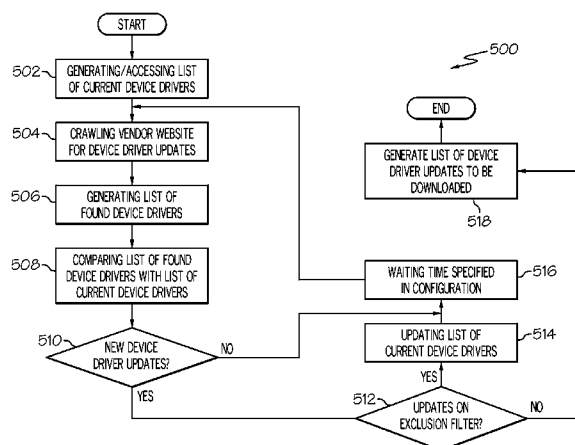 START
500
502
GENERATING/ACCESSING LIST
OF CURRENT DEVICE DRIVERS
504
CRAWLING VENDOR WEBSITE
FOR DEVICE DRIVER UPDATES
506
GENERATING LIST OF
FOUND DEVICE DRIVERS
508
COMPARING LIST OF FOUND
DEVICE DRIVERS WITH LIST OF
CURRENT DEVICE DRIVERS
510
NEW DEVICE
DRIVER UPDATES?
NO
YES
END
GENERATE LIST OF DEVICE
DRIVER UPDATES TO BE
DOWNLOADED
518
WAITING TIME SPECIFIED
IN CONFIGURATION
516
UPDATING LIST OF
CURRENT DEVICE DRIVERS
514
YES
512
UPDATES ON
EXCLUSION FILTER?
NO